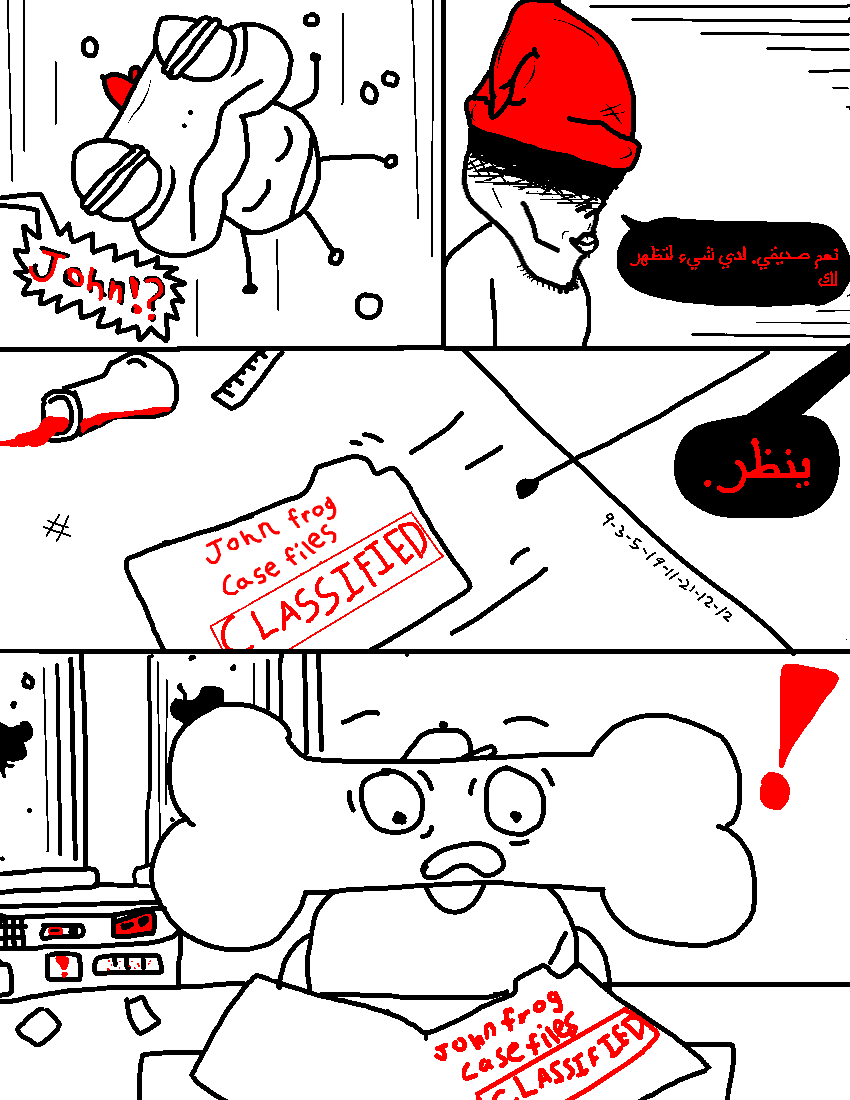 John!?
نعم صديقي. لدي شيء لتظهر
لك
ينظر.
John frog
case files
CLASSIFIED
#
9-3-5-19-11-21-12-12
!
!
John frog
case files
CLASSIFIED